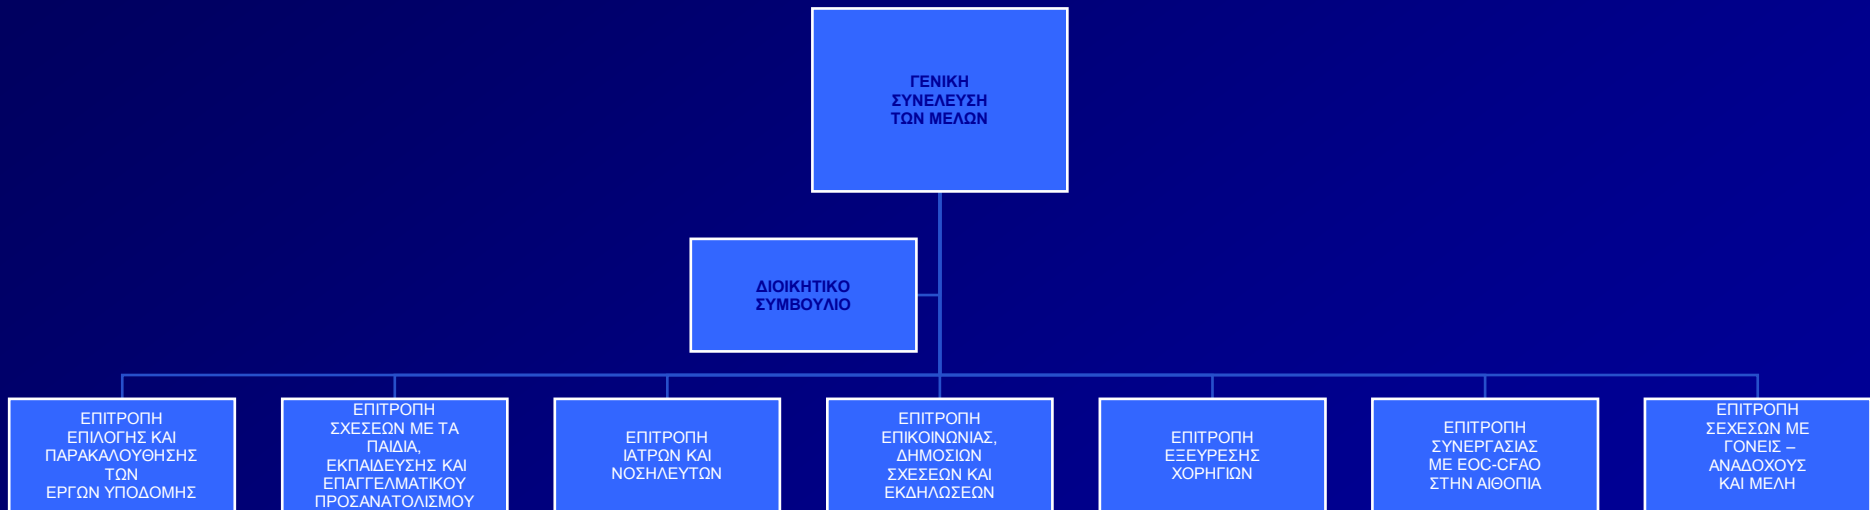 ΓΕΝΙΚΗ
ΣΥΝΕΛΕΥΣΗ
ΤΩΝ ΜΕΛΩΝ
ΔΙΟΙΚΗΤΙΚΟ
ΣΥΜΒΟΥΛΙΟ
ΕΠΙΤΡΟΠΗ
ΕΠΙΛΟΓΗΣ ΚΑΙ
ΠΑΡΑΚΑΛΟΥΘΗΣΗΣ
ΤΩΝ
ΕΡΓΩΝ ΥΠΟΔΟΜΗΣ
ΕΠΙΤΡΟΠΗ
ΣΧΕΣΕΩΝ ΜΕ ΤΑ
ΠΑΙΔΙΑ,
ΕΚΠΑΙΔΕΥΣΗΣ ΚΑΙ
ΕΠΑΓΓΕΛΜΑΤΙΚΟΥ
ΠΡΟΣΑΝΑΤΟΛΙΣΜΟΥ
ΕΠΙΤΡΟΠΗ
ΙΑΤΡΩΝ ΚΑΙ
ΝΟΣΗΛΕΥΤΩΝ
ΕΠΙΤΡΟΠΗ
ΕΠΙΚΟΙΝΩΝΙΑΣ,
ΔΗΜΟΣΙΩΝ
ΣΧΕΣΕΩΝ ΚΑΙ
ΕΚΔΗΛΩΣΕΩΝ
ΕΠΙΤΡΟΠΗ
ΕΞΕΥΡΕΣΗΣ
ΧΟΡΗΓΙΩΝ
ΕΠΙΤΡΟΠΗ
ΣΥΝΕΡΓΑΣΙΑΣ
ΜΕ EOC-CFAO
ΣΤΗΝ ΑΙΘΟΠΙΑ
ΕΠΙΤΡΟΠΗ
ΣΕΧΕΣΩΝ ΜΕ
ΓΟΝΕΙΣ –
ΑΝΑΔΟΧΟΥΣ
ΚΑΙ ΜΕΛΗ